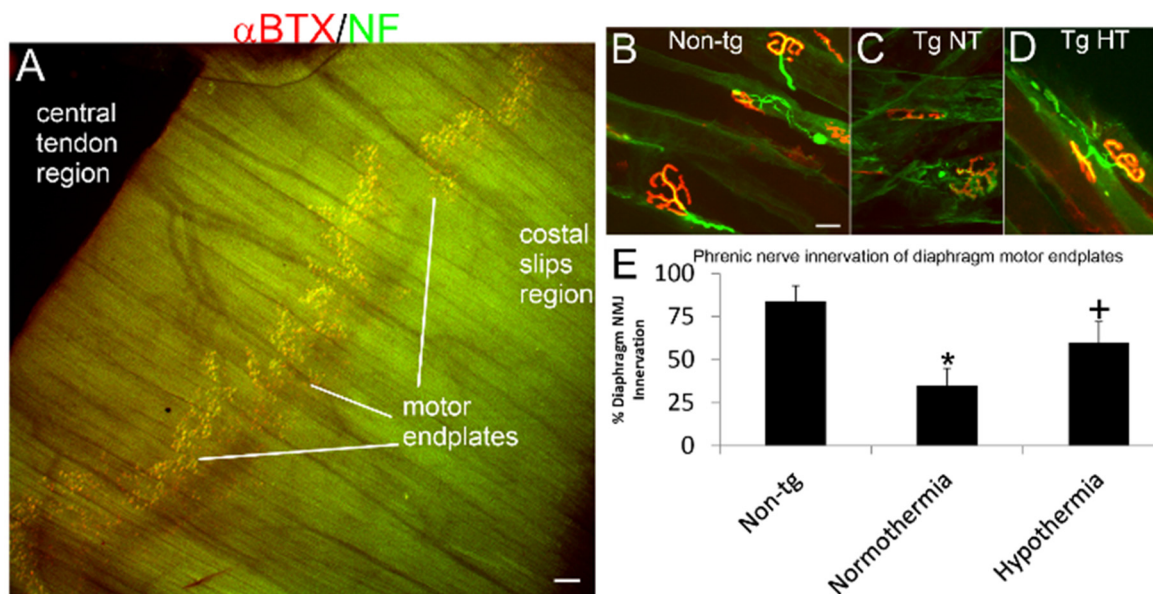 αBTX/NF
A
central
tendon
region
costal
slips
region
motor
endplates
B
Non-tg
C
Tg NT
D
Tg HT
E
Phrenic nerve innervation of diaphragm motor endplates
% Diaphragm NMJ
Innervation
100
75
50
25
0
*
+
Non-tg
Normothermia
Hypothermia